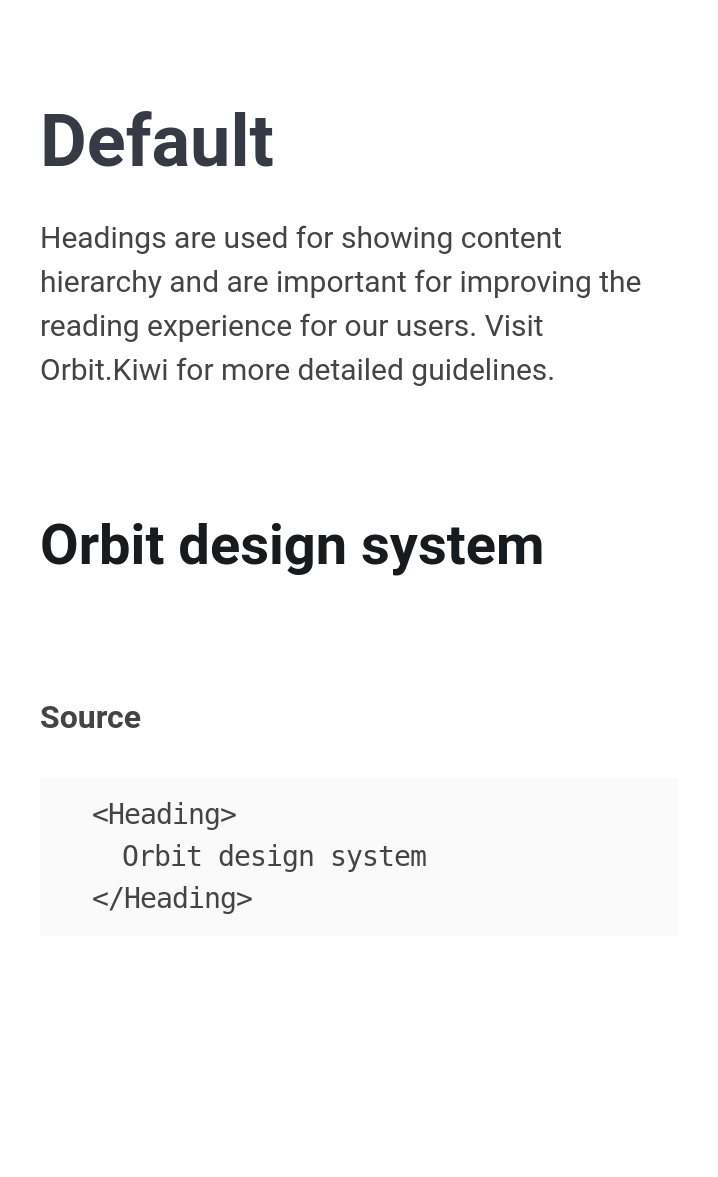 Default
Headings are used for showing content
hierarchy and are important for improving the
reading experience for our users. Visit
Orbit.Kiwi for more detailed guidelines.
Orbit design system
Source
<Heading>
  Orbit design system
</Heading>